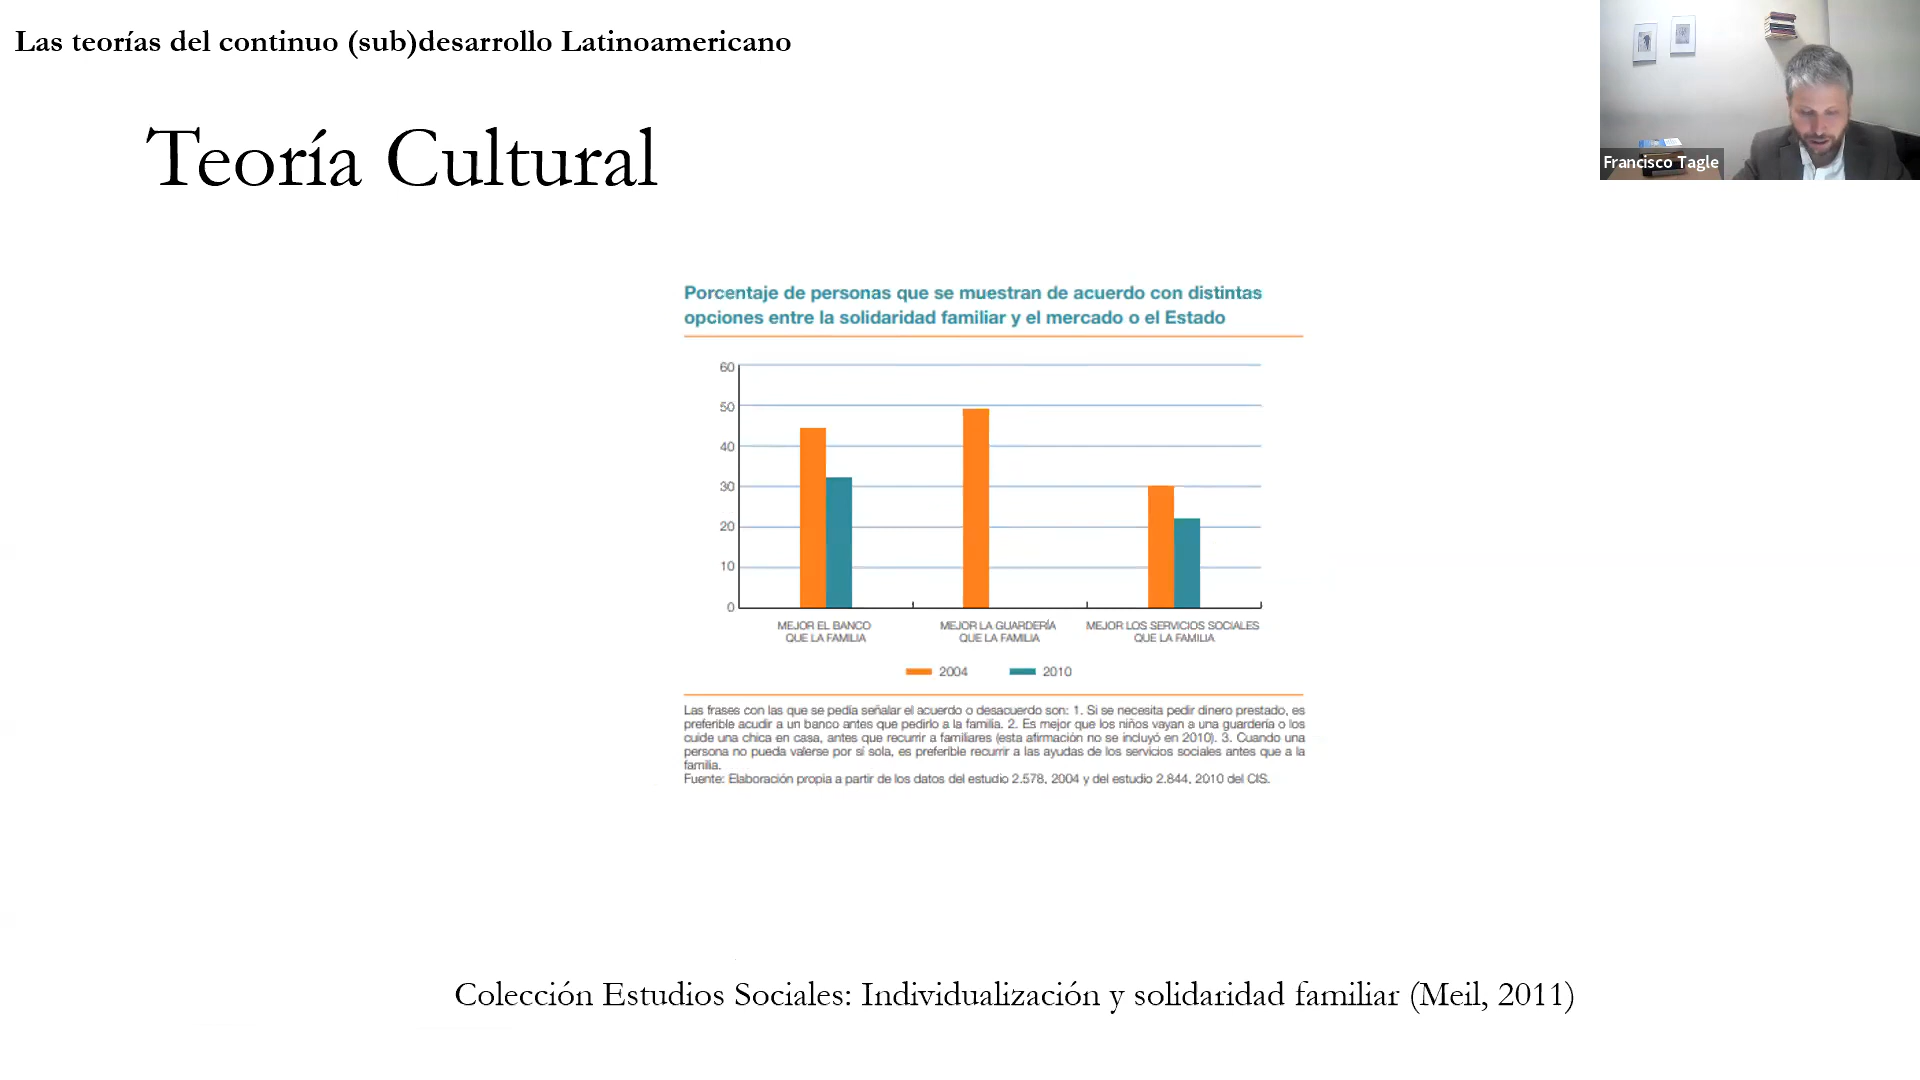 Las teorías del continuo (sub)desarrollo Latinoamericano
Teoría Cultural
Francisco Tagle
Porcentaje de personas que se muestran de acuerdo con distintas
opciones entre la solidaridad familiar y el mercado o el Estado
60
50
40
30
20
10
0
MEJOR EL BANCO
QUE LA FAMILIA
MEJOR LA GUARDERÍA
QUE LA FAMILIA
MEJOR LOS SERVICIOS SOCIALES
QUE LA FAMILIA
2004
2010
Las frases con las que se pedía señalar el acuerdo o desacuerdo son: 1. Si se necesita pedir dinero prestado, es
preferible acudir a un banco antes que pedirlo a la familia. 2. Es mejor que los niños vayan a una guardería o los
cuide una chica en casa, antes que recurrir a familiares (esta afirmación no se incluyó en 2010). 3. Cuando una
persona no pueda valerse por sí sola, es preferible recurrir a las ayudas de los servicios sociales antes que a la
familia.
Fuente: Elaboración propia a partir de los datos del estudio 2.578, 2004 y del estudio 2.844, 2010 del CIS.
Colección Estudios Sociales: Individualización y solidaridad familiar (Meil, 2011)